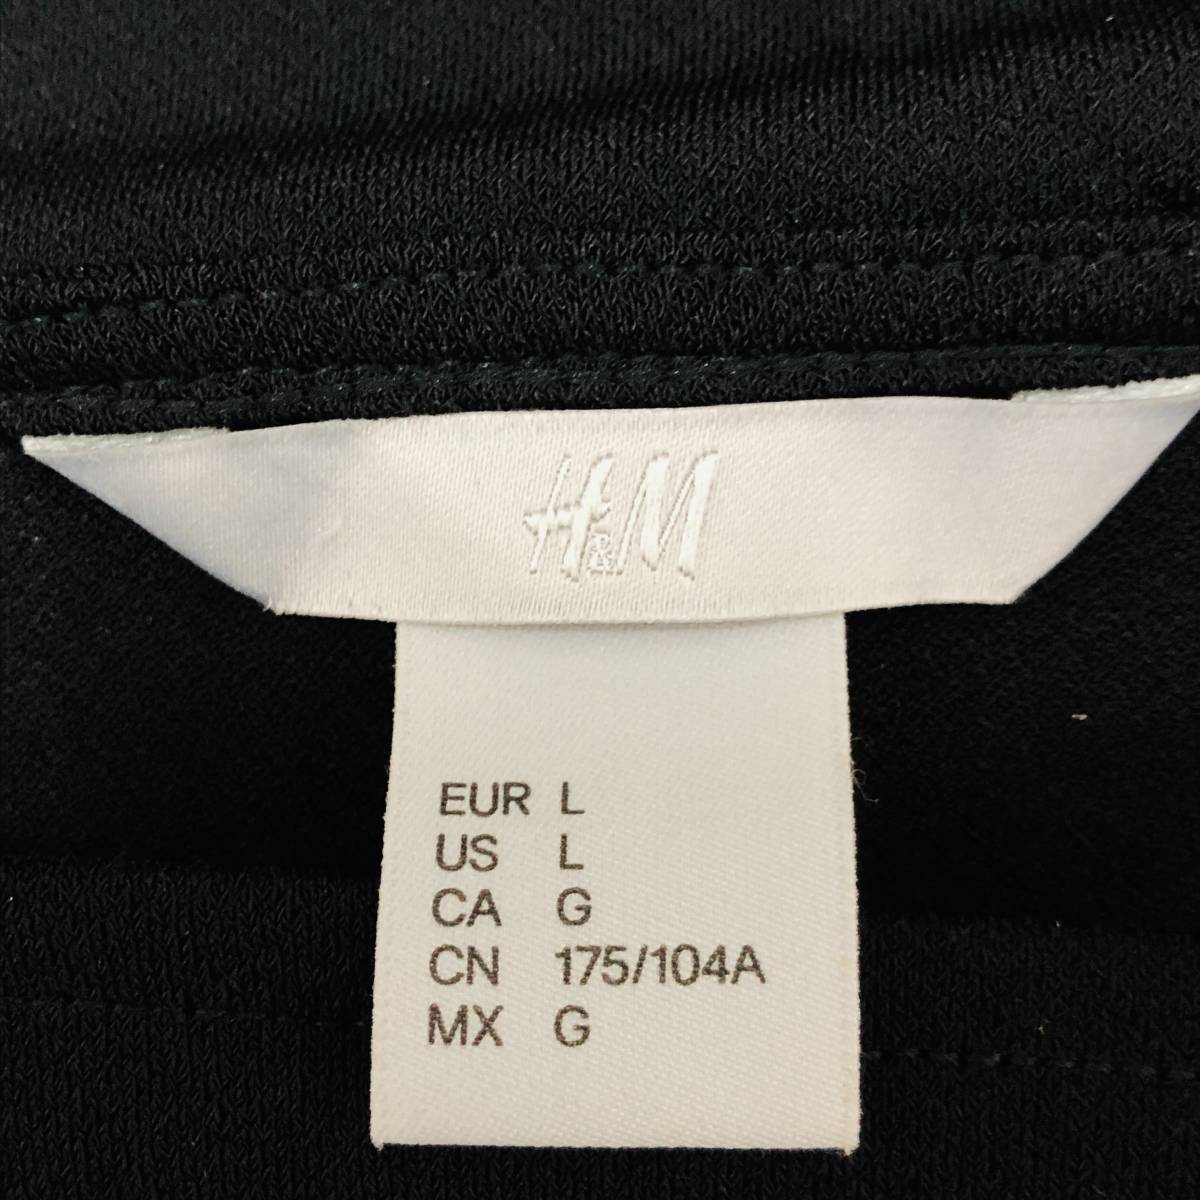 H&M
EUR L
US L
CA G
CN 175/104A
MX G